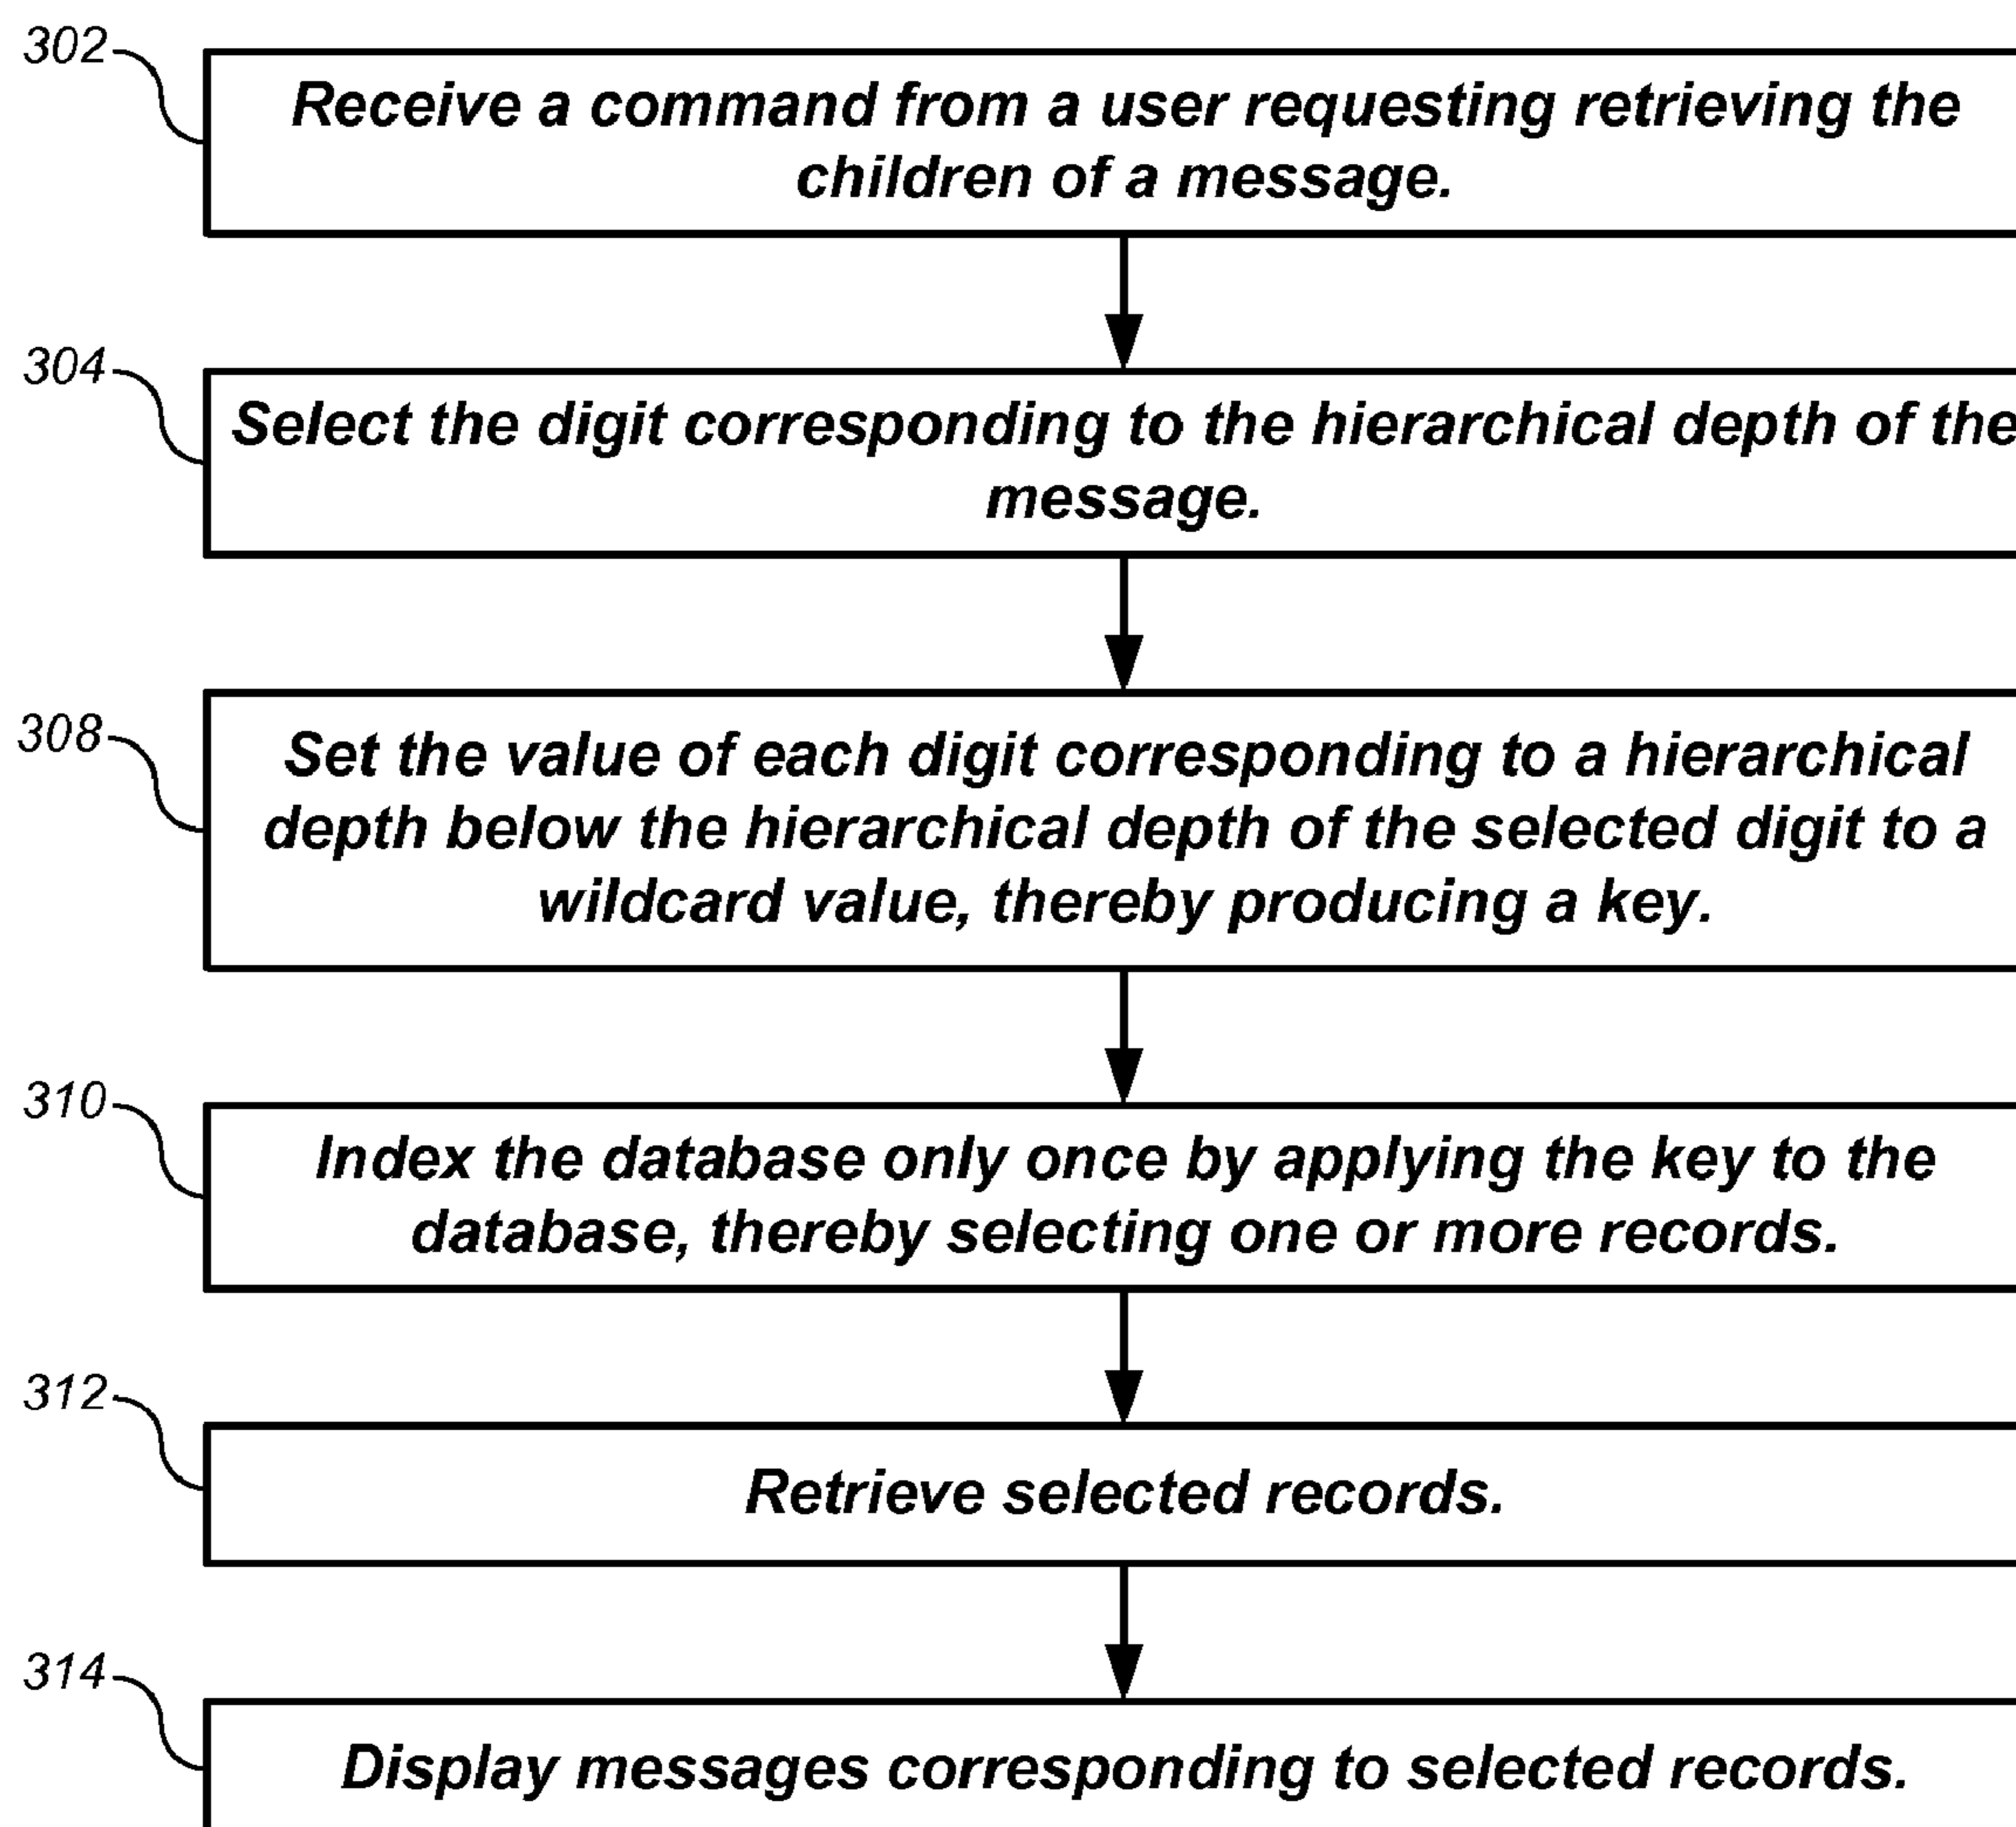 302
Receive a command from a user requesting retrieving the
children of a message.
304
Select the digit corresponding to the hierarchical depth of the
message.
308
Set the value of each digit corresponding to a hierarchical
depth below the hierarchical depth of the selected digit to a
wildcard value, thereby producing a key.
310
Index the database only once by applying the key to the
database, thereby selecting one or more records.
312
Retrieve selected records.
314
Display messages corresponding to selected records.